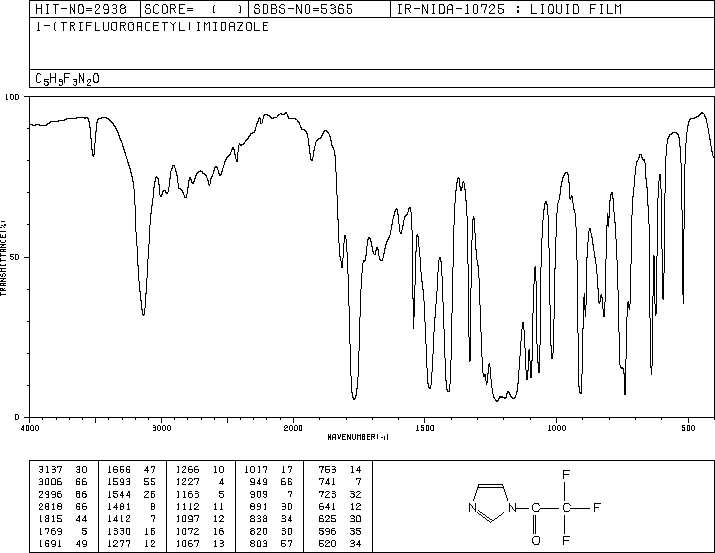 HIT-NO=2938 SCORE= ( ) SDBS-NO=5365 IR-NIDA-10725 : LIQUID FILM
1-(TRIFLUOROACETYL)IMIDAZOLE
C5H3F3N2O
100
50
0
TRANSMITTANCE(%)
4000 3000 2000 1500 1000 500
WAVENUMBER(-1)
3137 30 1666 47 1266 10 1017 17 753 14
3006 66 1593 55 1227 4 949 66 741 7
2996 66 1544 26 1163 5 909 7 723 32
2818 66 1481 8 1112 11 891 30 641 12
1815 44 1412 7 1097 12 838 34 625 30
1769 5 1330 16 1072 16 820 30 596 35
1691 49 1277 12 1067 13 803 57 520 34
F
N N C C F
O F